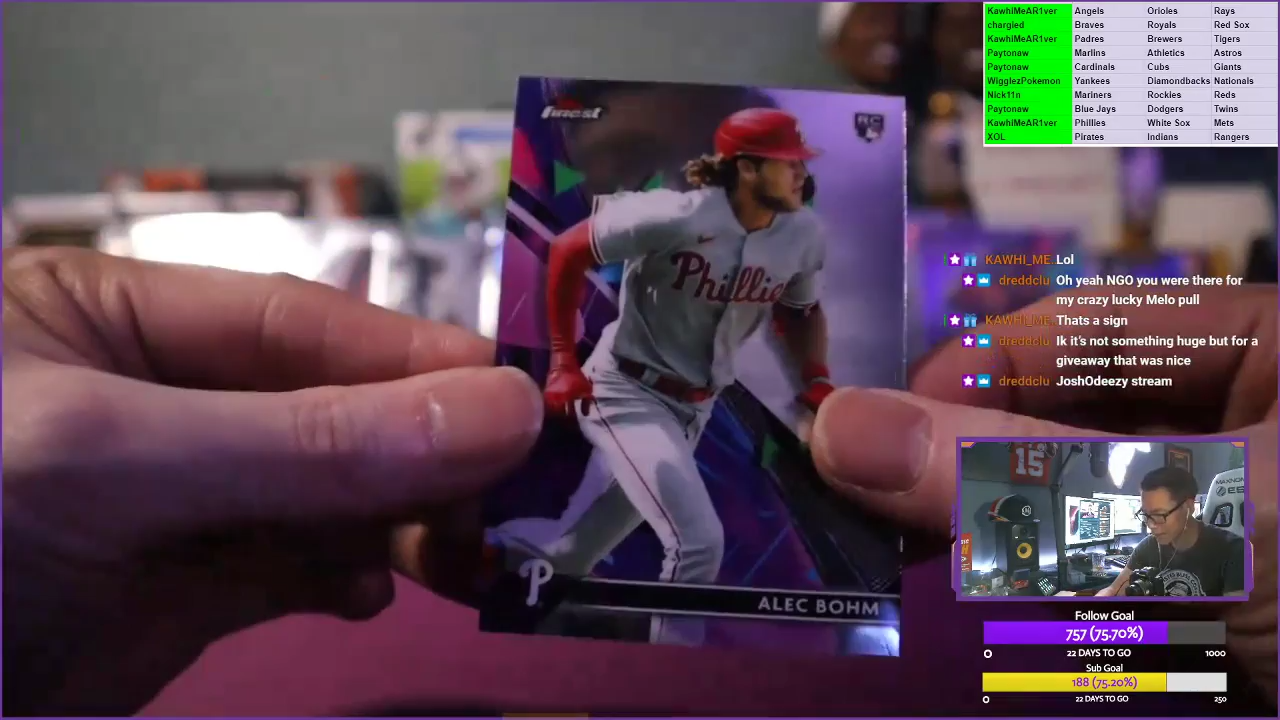 KawhiMeAR1ver Angels Orioles Rays
chargled Braves Royals Red Sox
KawhiMeAR1ver Padres Brewers Tigers
Paytonaw Marlins Athletics Astros
Paytonaw Cardinals Cubs Giants
WigglezPokemon Yankees Diamondbacks Nationals
Nick11n Mariners Rockies Reds
Paytonaw Blue Jays Dodgers Twins
KawhiMeAR1ver Phillies White Sox Mets
XOL Pirates Indians Rangers
finest
RC
Phillies
P
ALEC BOHM
KAWHI_ME.. Lol
dreddclu Oh yeah NGO you were there for
my crazy lucky Melo pull
KAWHI_ME.. Thats a sign
dreddclu Ik it's not something huge but for a
giveaway that was nice
dreddclu JoshOdeezy stream
15
MAXNOM
Follow Goal
757 (75.70%)
0 22 DAYS TO GO 1000
Sub Goal
188 (75.20%)
0 22 DAYS TO GO 250